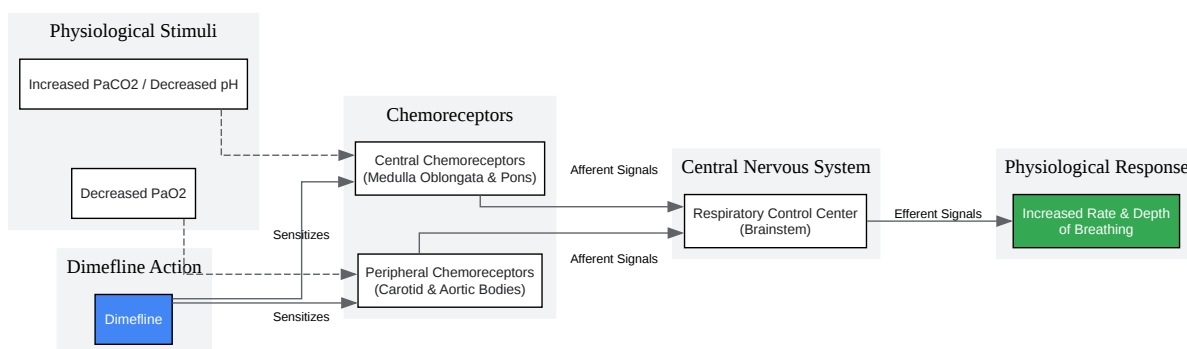 Physiological Stimuli
Increased PaCO2 / Decreased pH
Decreased PaO2
Dimefline Action
Dimefline
Sensitizes
Sensitizes
Chemoreceptors
Central Chemoreceptors
(Medulla Oblongata & Pons)
Peripheral Chemoreceptors
(Carotid & Aortic Bodies)
Afferent Signals
Afferent Signals
Central Nervous System
Respiratory Control Center
(Brainstem)
Efferent Signals
Physiological Response
Increased Rate & Depth
of Breathing